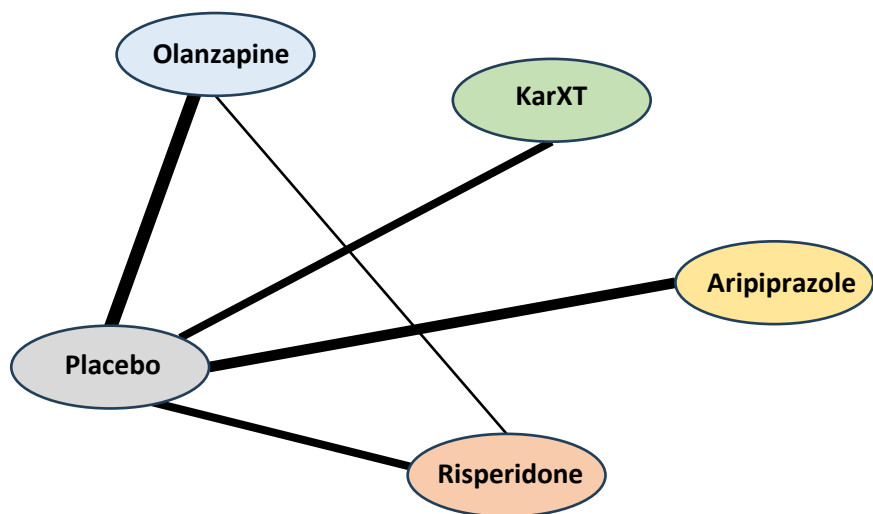 Olanzapine
KarXT
Aripiprazole
Placebo
Risperidone